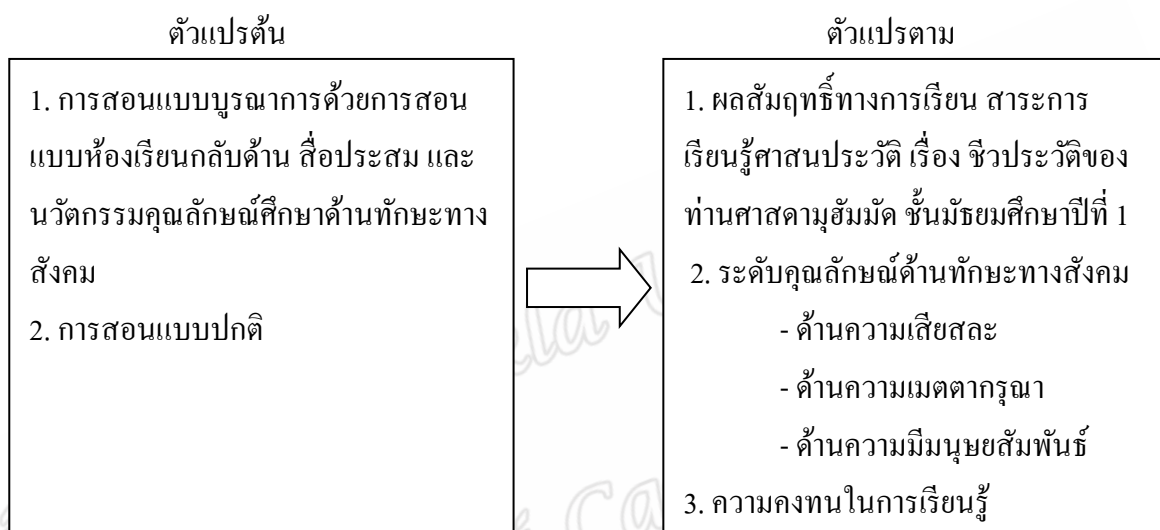 ตัวแปรต้น
1. การสอนแบบบูรณาการด้วยการสอน
แบบห้องเรียนกลับด้าน สื่อประสม และ
นวัตกรรมคุณลักษณ์ศึกษาด้านทักษะทาง
สังคม
2. การสอนแบบปกติ
ตัวแปรตาม
1. ผลสัมฤทธิ์ทางการเรียน สาระการ
เรียนรู้ศาสนประวัติ เรื่อง ชีวประวัติของ
ท่านศาสดามุฮัมมัด ชั้นมัธยมศึกษาปีที่ 1
2. ระดับคุณลักษณ์ด้านทักษะทางสังคม
- ด้านความเสียสละ
- ด้านความเมตตากรุณา
- ด้านความมีมนุษยสัมพันธ์
3. ความคงทนในการเรียนรู้